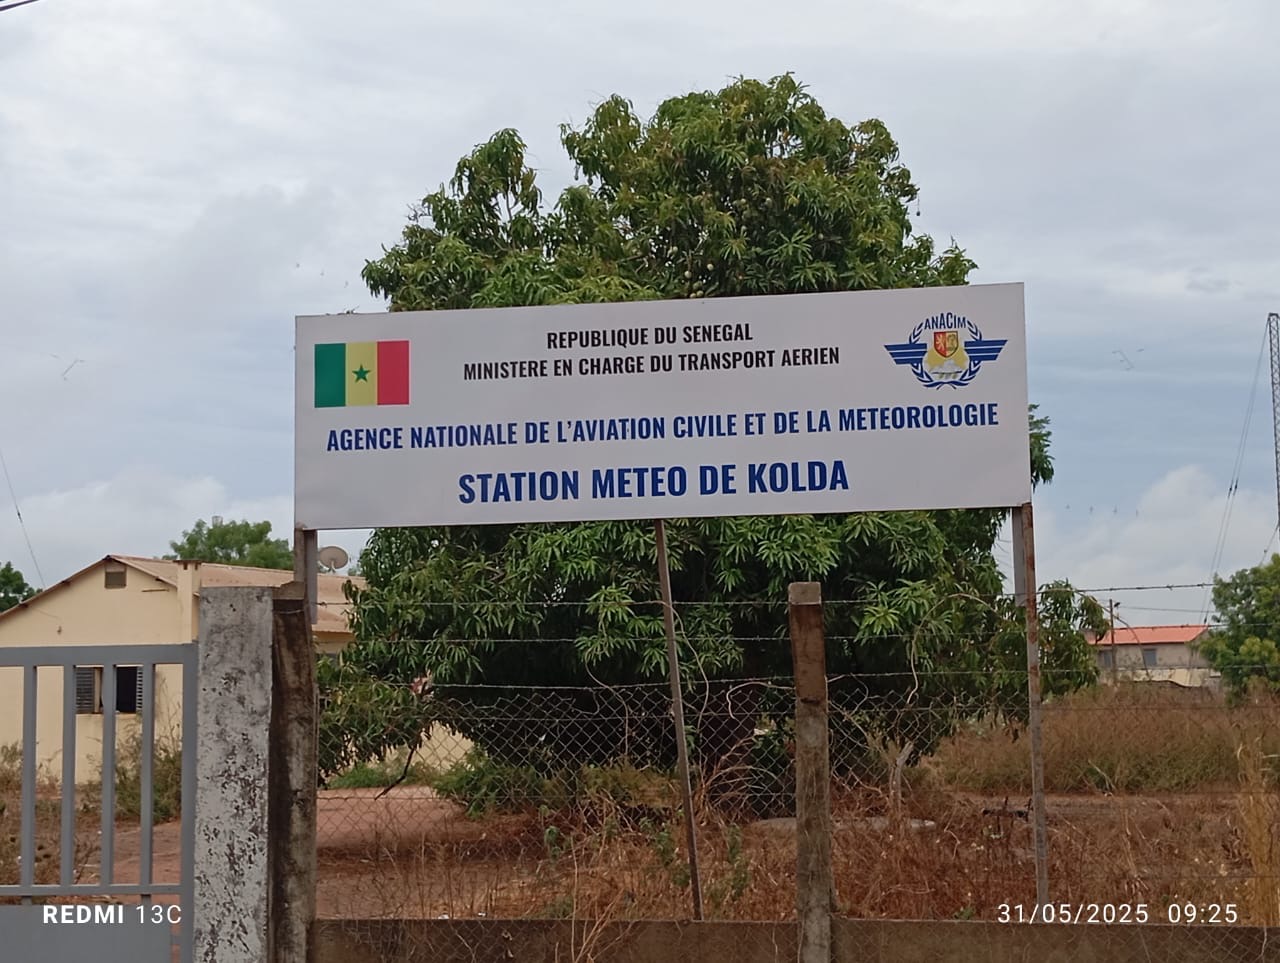 REPUBLIQUE DU SENEGAL
MINISTERE EN CHARGE DU TRANSPORT AERIEN
ANACIM
AGENCE NATIONALE DE L'AVIATION CIVILE ET DE LA METEOROLOGIE
STATION METEO DE KOLDA
REDMI 13C
31/05/2025 09:25